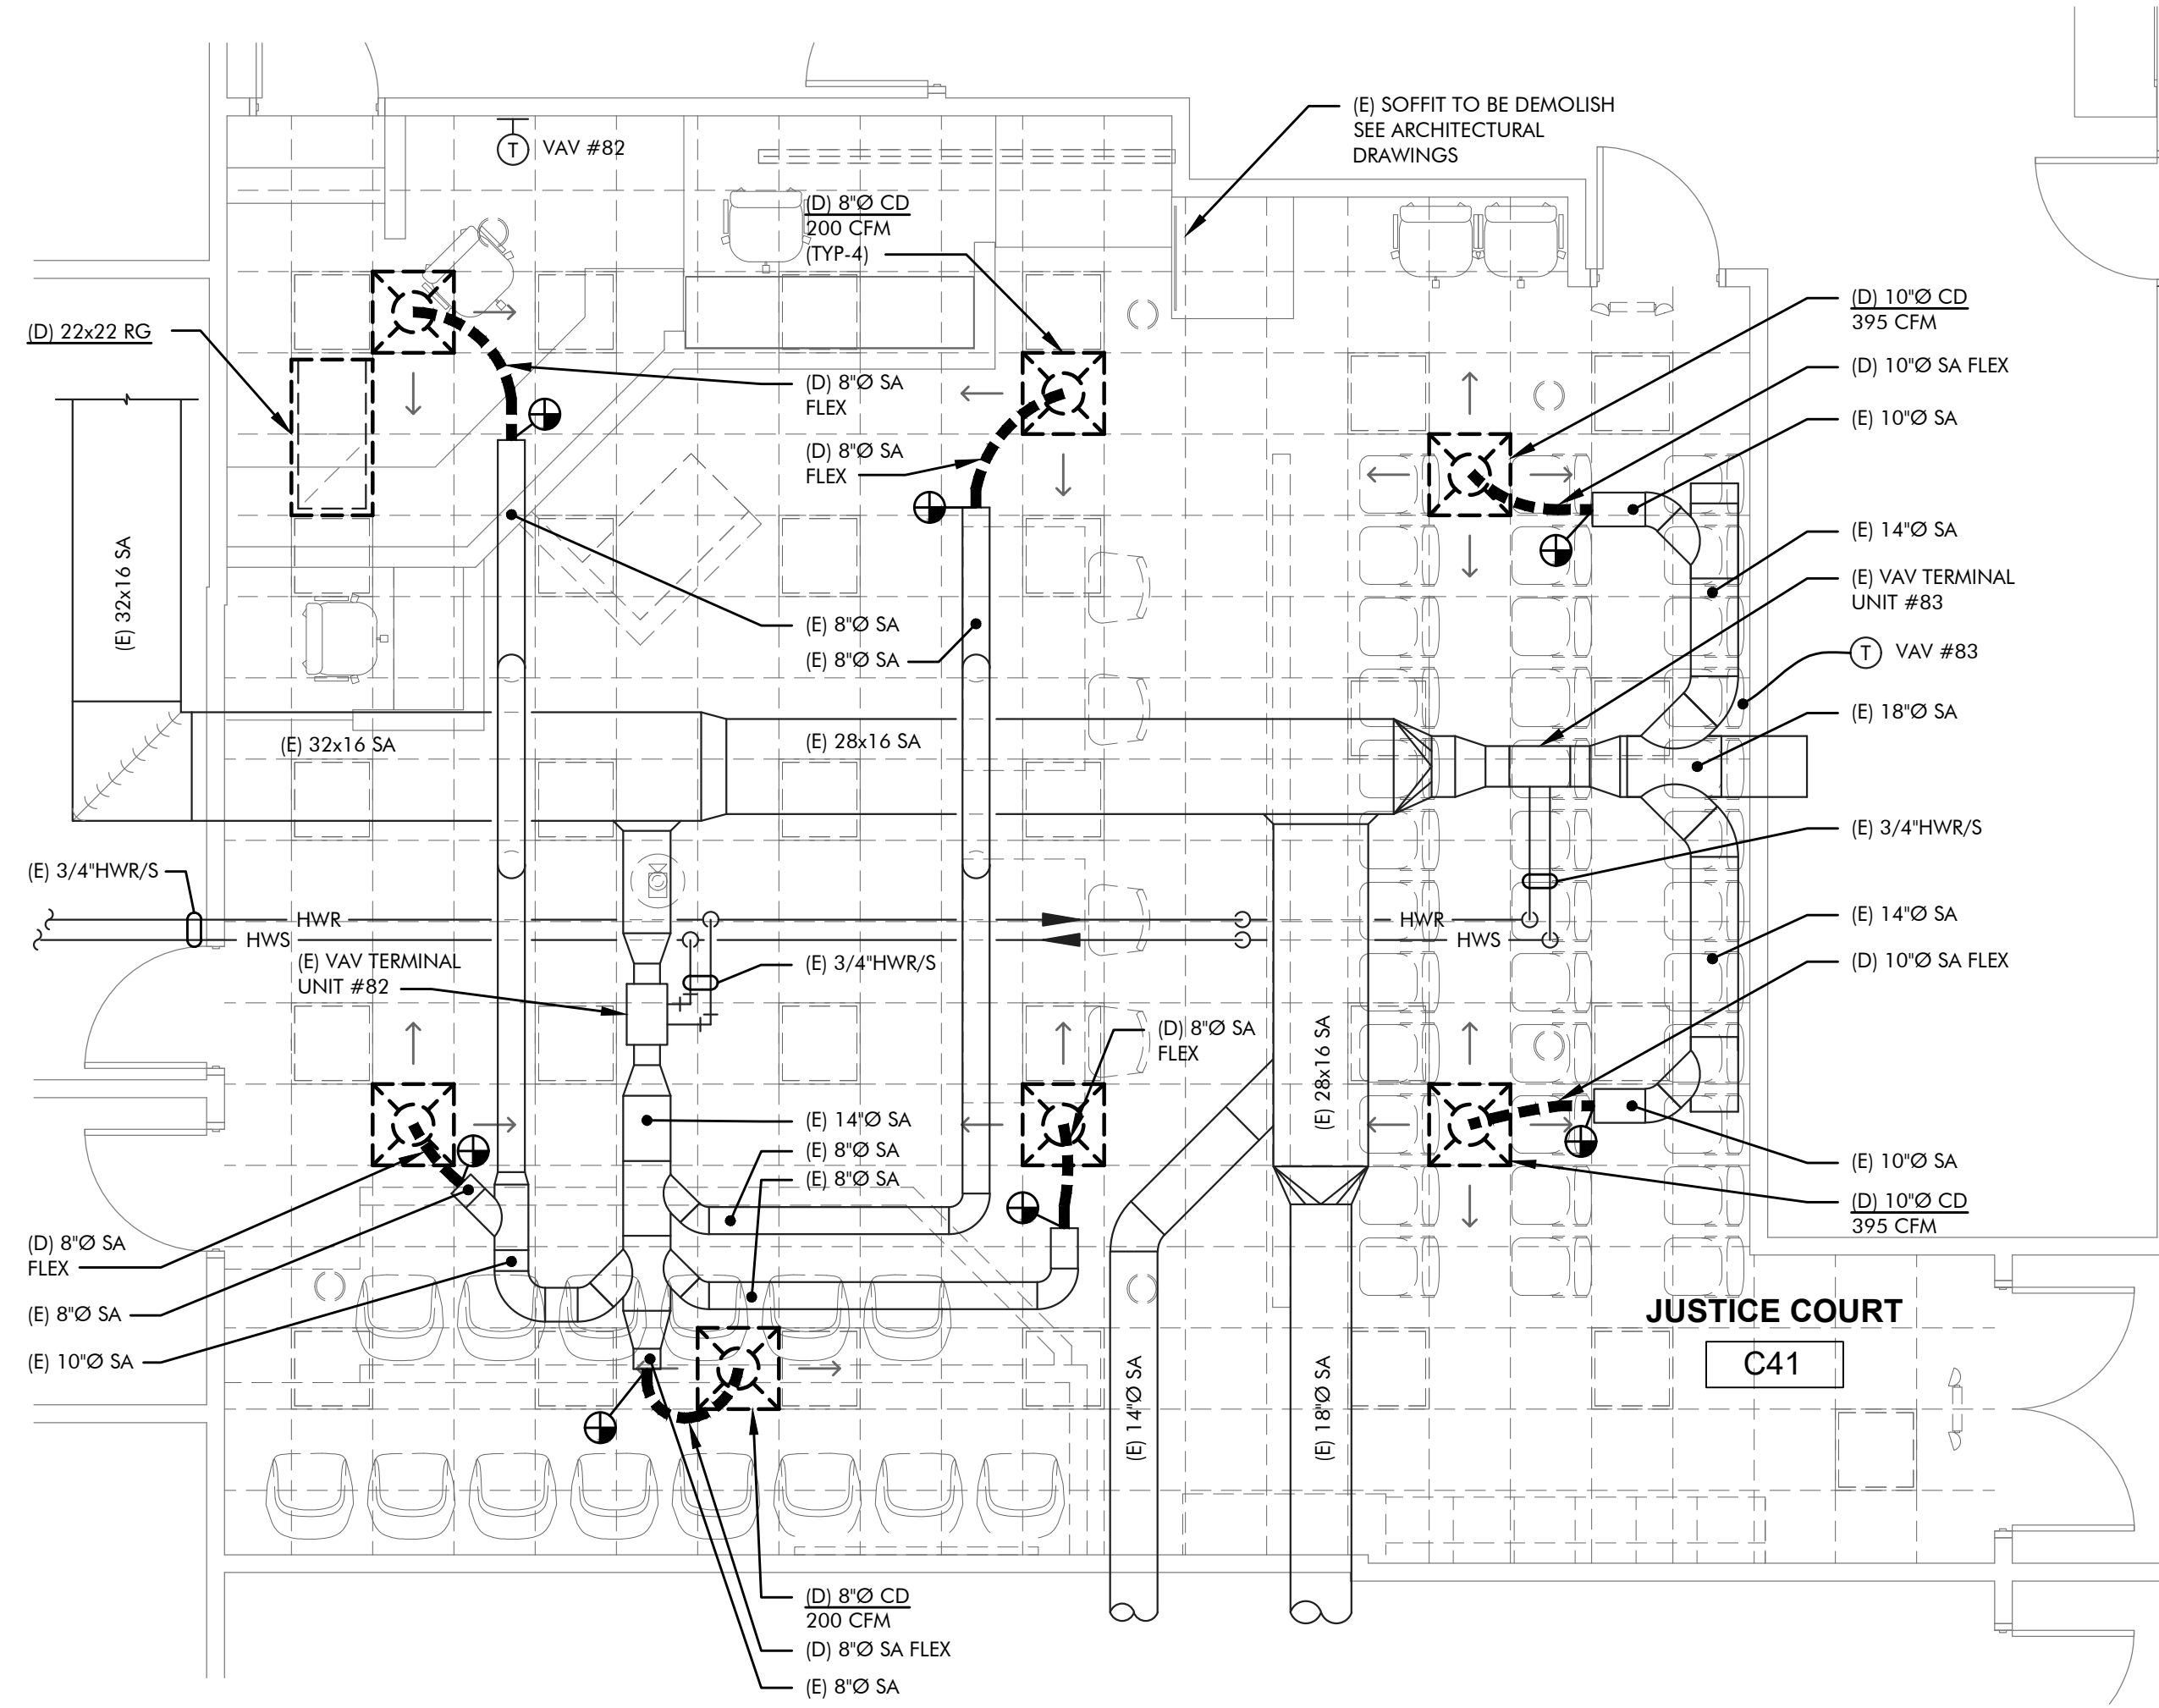 (E) SOFFIT TO BE DEMOLISH
SEE ARCHITECTURAL
DRAWINGS
T
VAV #82
(D) 8"Ø CD
200 CFM
(TYP-4)
(D) 22x22 RG
(D) 10"Ø CD
395 CFM
(D) 8"Ø SA
FLEX
(D) 10"Ø SA FLEX
(E) 10"Ø SA
(D) 8"Ø SA
FLEX
(E) 32x16 SA
(E) 14"Ø SA
(E) VAV TERMINAL
UNIT #83
(E) 8"Ø SA
(E) 8"Ø SA
T
VAV #83
(E) 18"Ø SA
(E) 32x16 SA
(E) 28x16 SA
(E) 3/4"HWR/S
(E) 3/4"HWR/S
HWR
HWR
HWS
HWS
(E) 14"Ø SA
(E) VAV TERMINAL
UNIT #82
(E) 3/4"HWR/S
(D) 10"Ø SA FLEX
(D) 8"Ø SA
FLEX
(E) 28x16 SA
(E) 14"Ø SA
(E) 8"Ø SA
(E) 8"Ø SA
(E) 10"Ø SA
(D) 10"Ø CD
395 CFM
(D) 8"Ø SA
FLEX
(E) 8"Ø SA
(E) 10"Ø SA
JUSTICE COURT
C41
(E) 14"Ø SA
(E) 18"Ø SA
(D) 8"Ø CD
200 CFM
(D) 8"Ø SA FLEX
(E) 8"Ø SA